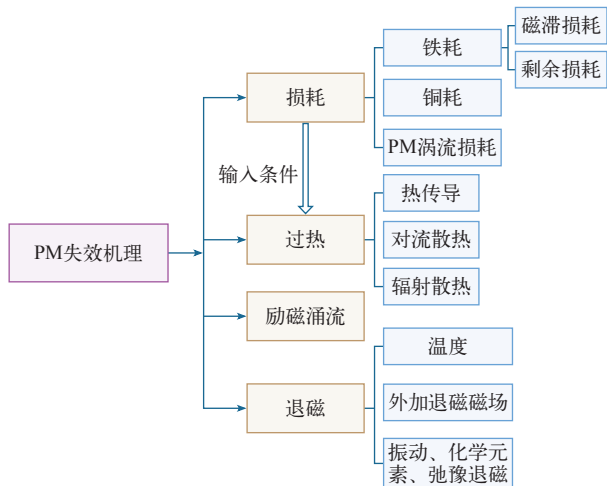 PM失效机理
损耗
输入条件
过热
励磁涌流
退磁
铁耗
磁滞损耗
剩余损耗
铜耗
PM涡流损耗
热传导
对流散热
辐射散热
温度
外加退磁磁场
振动、化学元
素、弛豫退磁